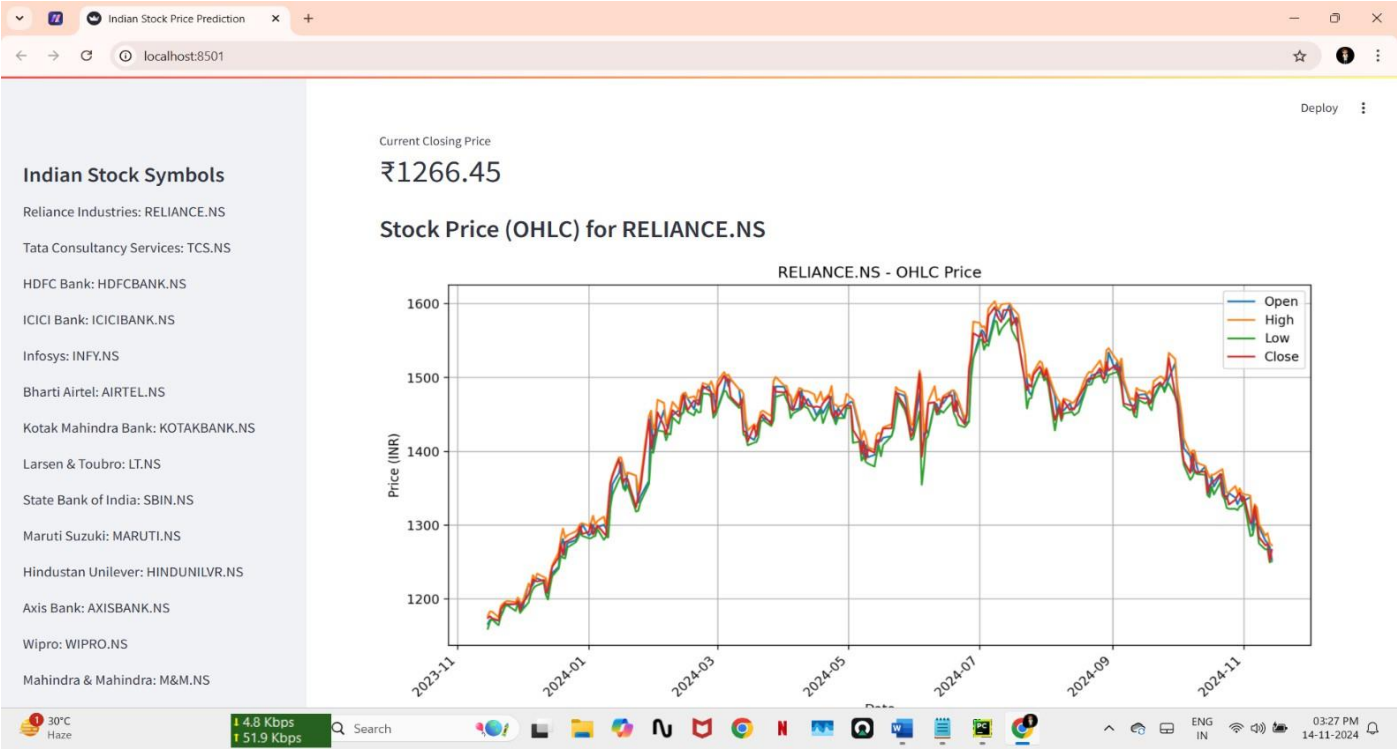 Indian Stock Price Prediction
localhost:8501
Deploy
Indian Stock Symbols
Reliance Industries: RELIANCE.NS
Tata Consultancy Services: TCS.NS
HDFC Bank: HDFCBANK.NS
ICICI Bank: ICICIBANK.NS
Infosys: INFY.NS
Bharti Airtel: AIRTEL.NS
Kotak Mahindra Bank: KOTAKBANK.NS
Larsen & Toubro: LT.NS
State Bank of India: SBIN.NS
Maruti Suzuki: MARUTI.NS
Hindustan Unilever: HINDUNILVR.NS
Axis Bank: AXISBANK.NS
Wipro: WIPRO.NS
Mahindra & Mahindra: M&M.NS
Current Closing Price
₹1266.45
Stock Price (OHLC) for RELIANCE.NS
RELIANCE.NS - OHLC Price
Open
High
Low
Close
Price (INR)
1600
1500
1400
1300
1200
2023-11
2024-01
2024-03
2024-05
2024-07
2024-09
2024-11
1
30°C
Haze
4.8 Kbps
51.9 Kbps
Search
ENG
IN
03:27 PM
14-11-2024